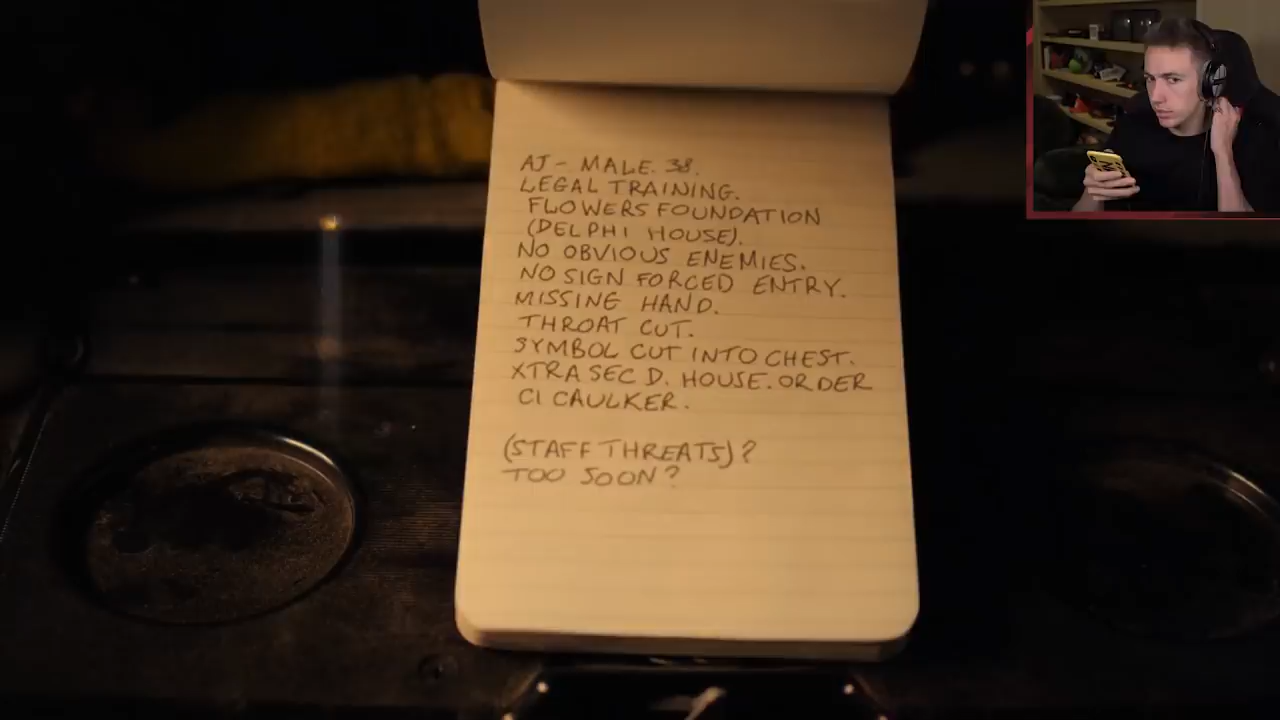 AJ - MALE. 38.
LEGAL TRAINING.
FLOWERS FOUNDATION
(DELPHI HOUSE).
NO OBVIOUS ENEMIES.
NO SIGN FORCED ENTRY.
MISSING HAND.
THROAT CUT.
SYMBOL CUT INTO CHEST.
XTRA SEC D. HOUSE. ORDER
CI CAULKER.
(STAFF THREATS)?
TOO SOON?